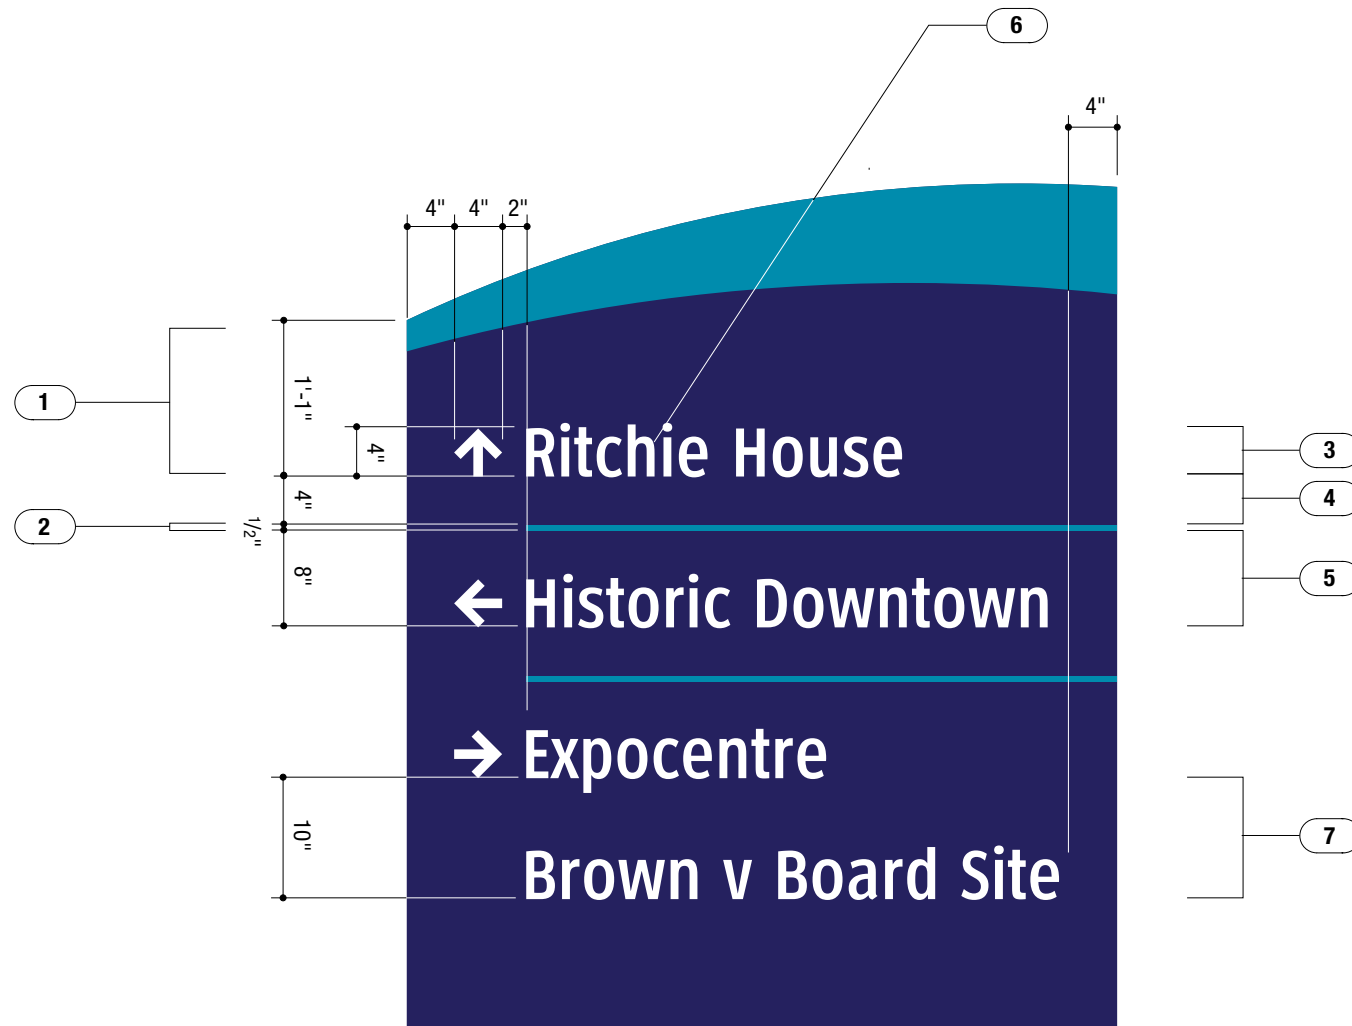 6
4"
4" 4" 2"
1'-1"
1
4"
Ritchie House
3
4"
4
2
1/2"
8"
Historic Downtown
5
Expocentre
10"
7
Brown v Board Site